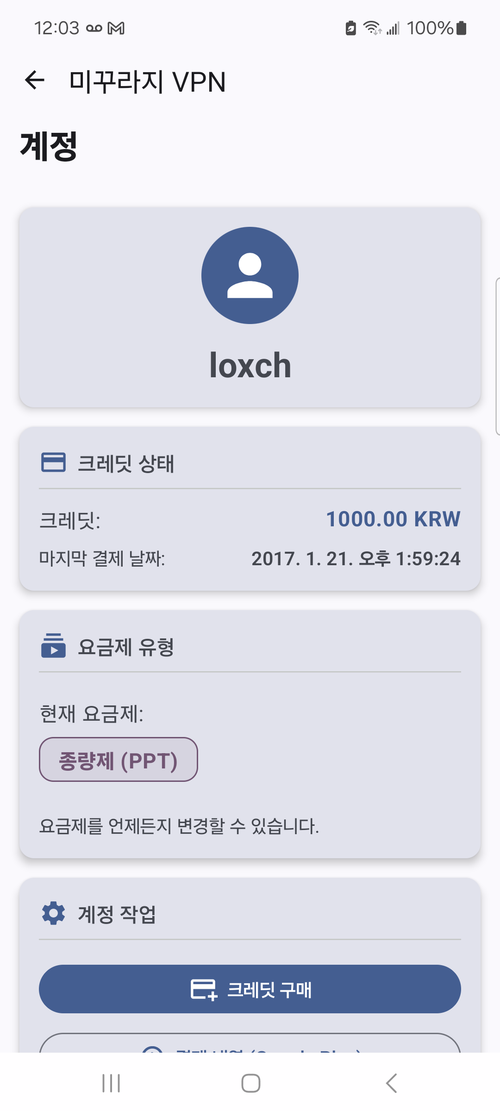 12:03
100%
미꾸라지 VPN
계정
loxch
크레딧 상태
크레딧: 1000.00 KRW
마지막 결제 날짜: 2017. 1. 21. 오후 1:59:24
요금제 유형
현재 요금제:
종량제 (PPT)
요금제를 언제든지 변경할 수 있습니다.
계정 작업
크레딧 구매